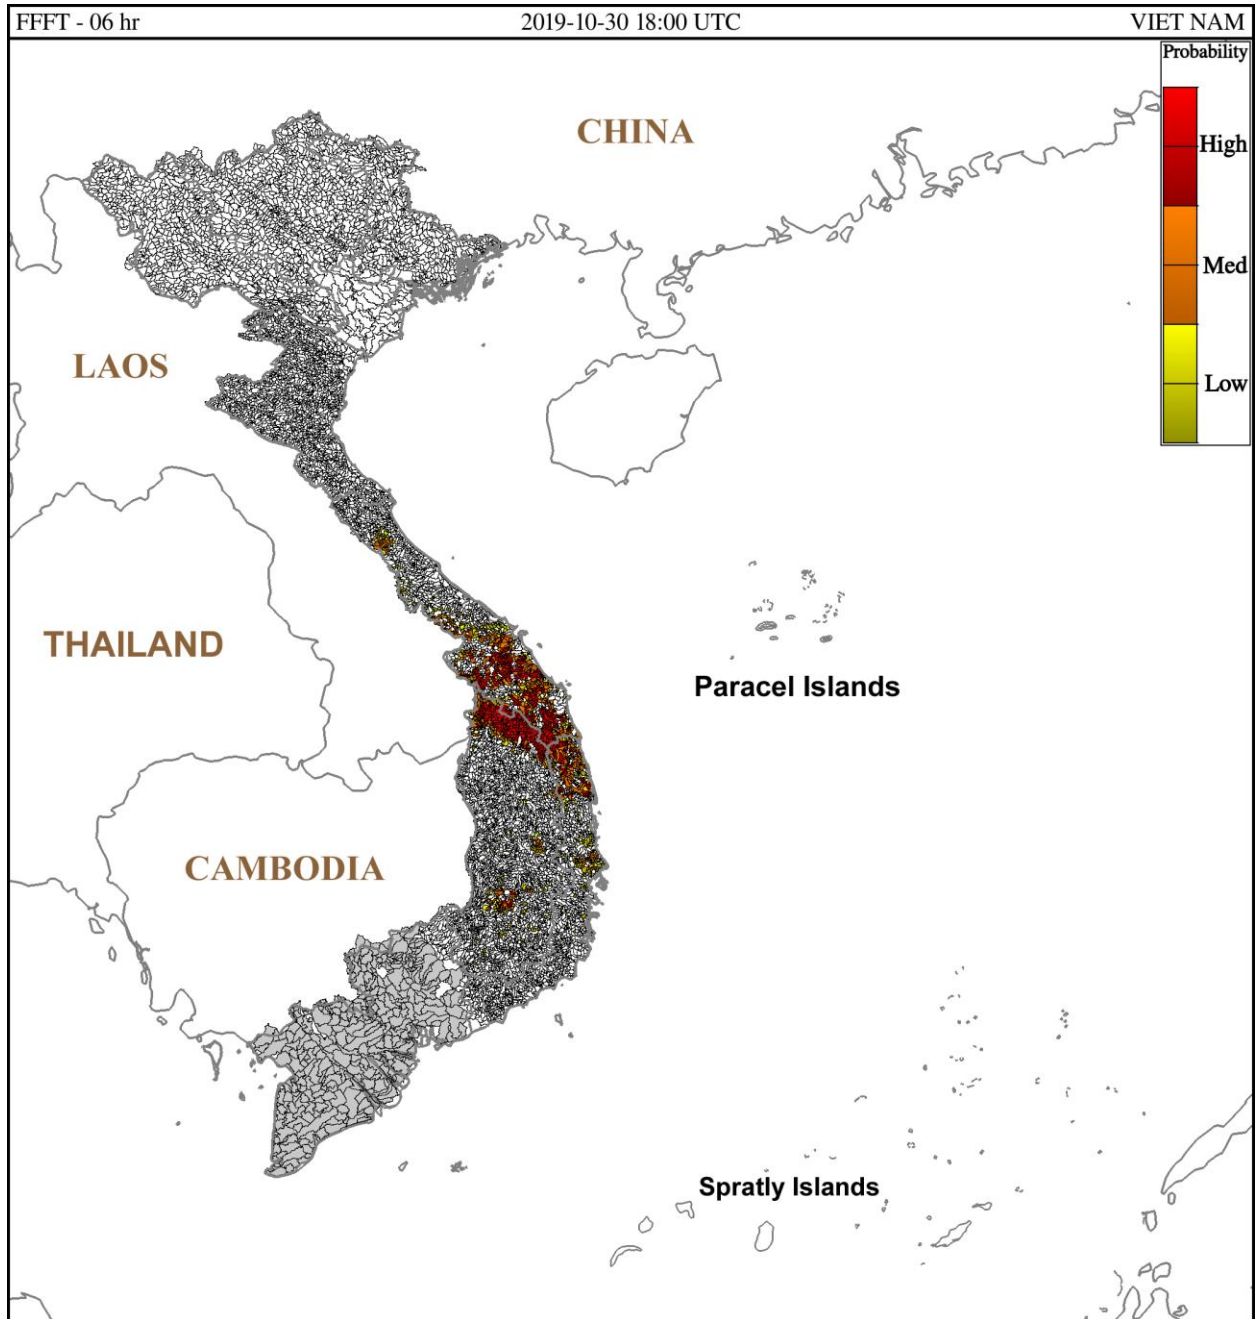 FFFT - 06 hr
2019-10-30 18:00 UTC
VIET NAM
Probability
CHINA
High
Med
LAOS
Low
THAILAND
Paracel Islands
CAMBODIA
Spratly Islands